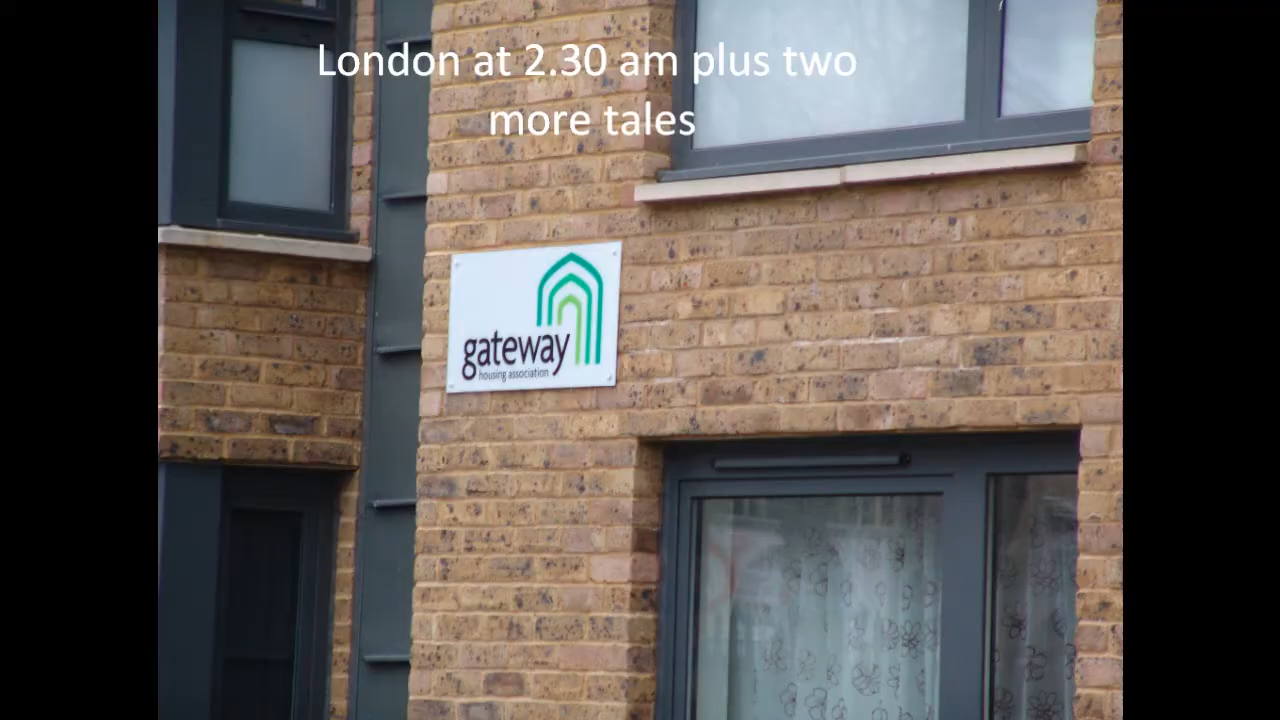 London at 2.30 am plus two
more tales
gateway
housing association